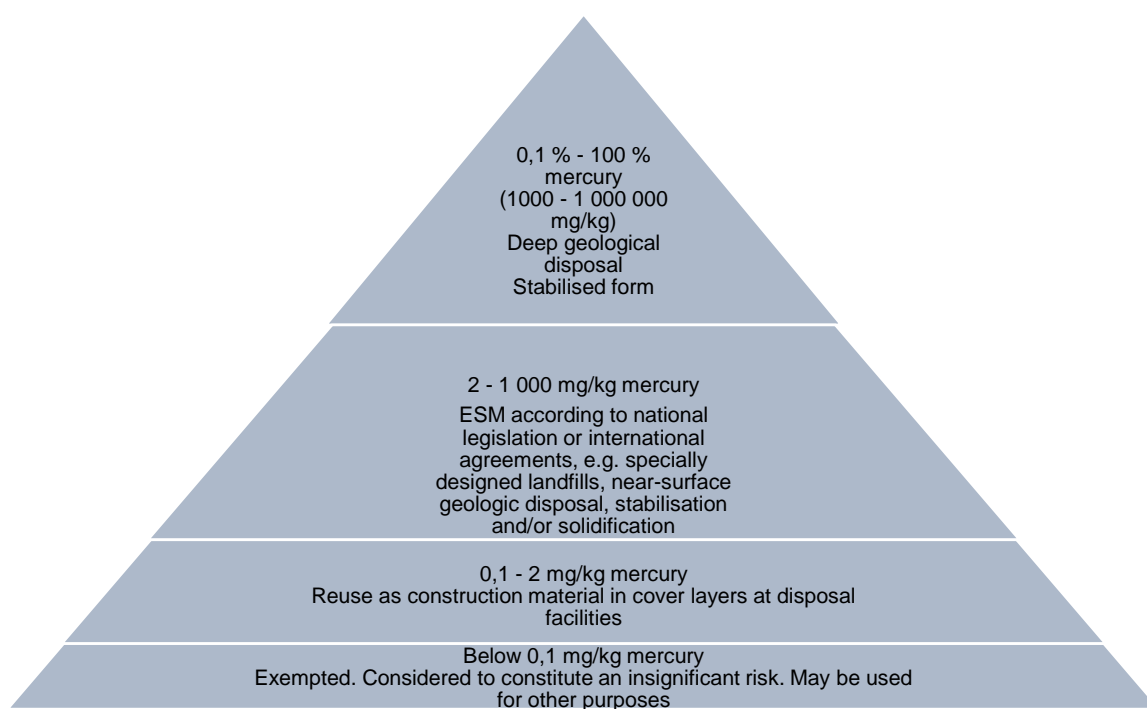 0,1 % - 100 %
mercury
(1000 - 1 000 000
mg/kg)
Deep geological
disposal
Stabilised form
2 - 1 000 mg/kg mercury
ESM according to national
legislation or international
agreements, e.g. specially
designed landfills, near-surface
geologic disposal, stabilisation
and/or solidification
0,1 - 2 mg/kg mercury
Reuse as construction material in cover layers at disposal
facilities
Below 0,1 mg/kg mercury
Exempted. Considered to constitute an insignificant risk. May be used
for other purposes